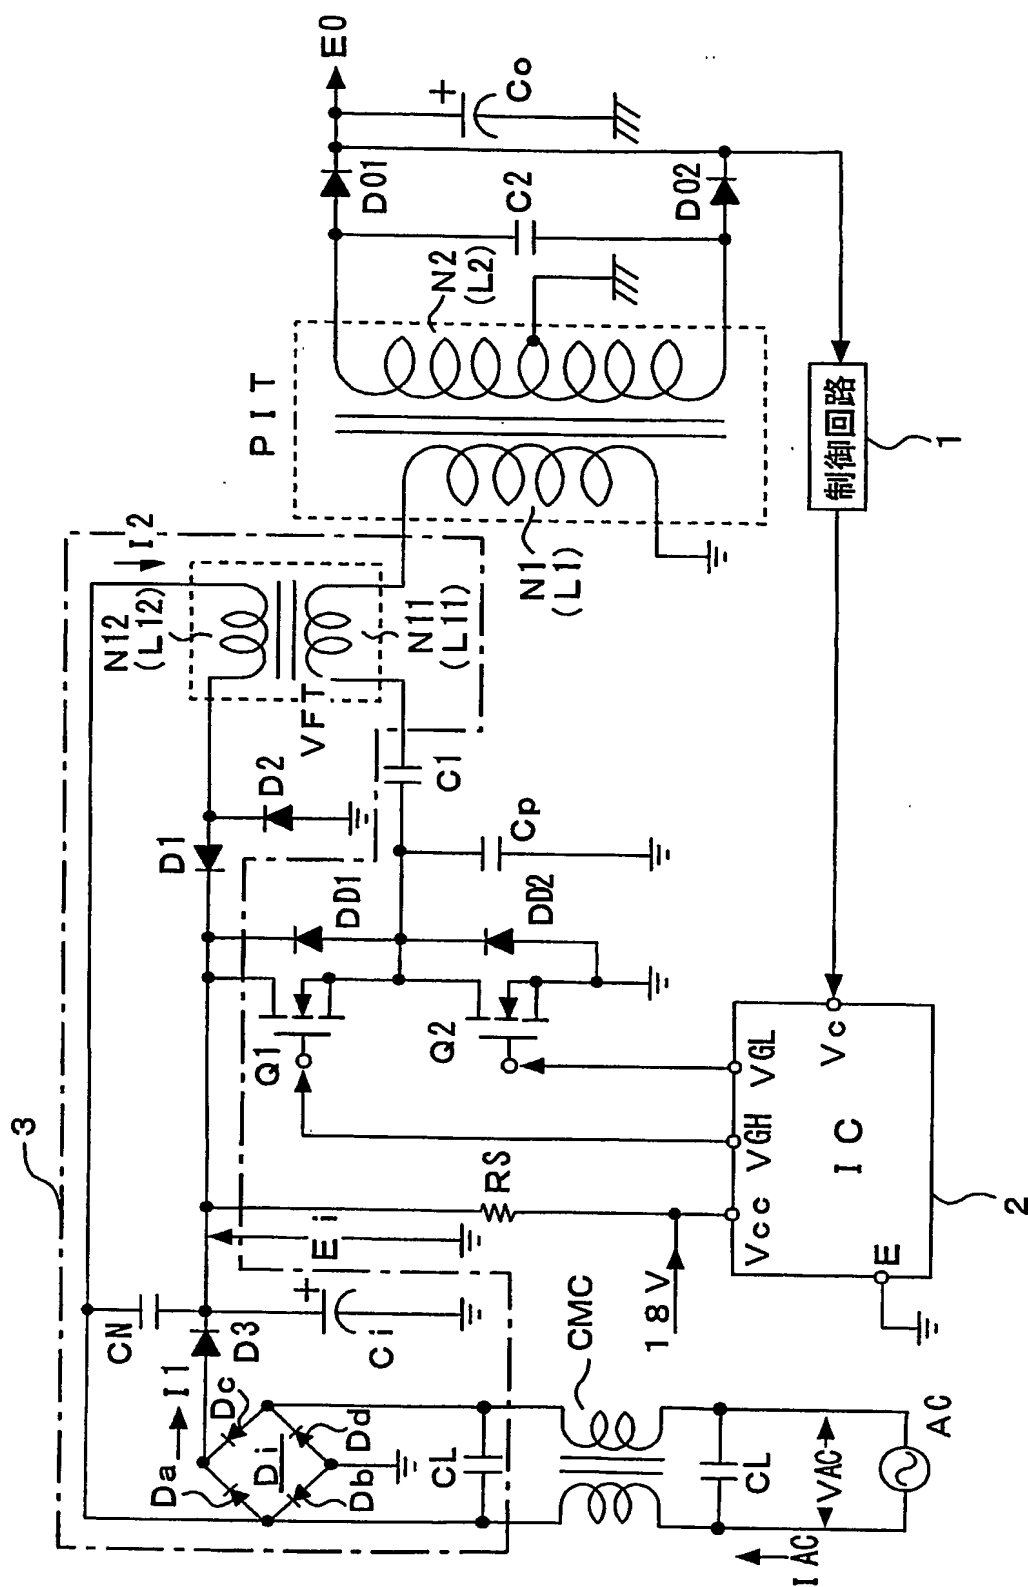 3
CN
I1
D3
Da
Dc
Di
Db
Dd
+
Ci
Ei
CL
CMC
CL
VAC
AC
IAC
RS
18V
Vcc
VGH
VGL
Vc
E
IC
2
Q1
Q2
DD1
DD2
D1
D2
Cp
C1
VFT
N12
(L12)
I2
N11
(L11)
PIT
N1
(L1)
N2
(L2)
C2
D01
D02
+
Co
E0
制御回路
1